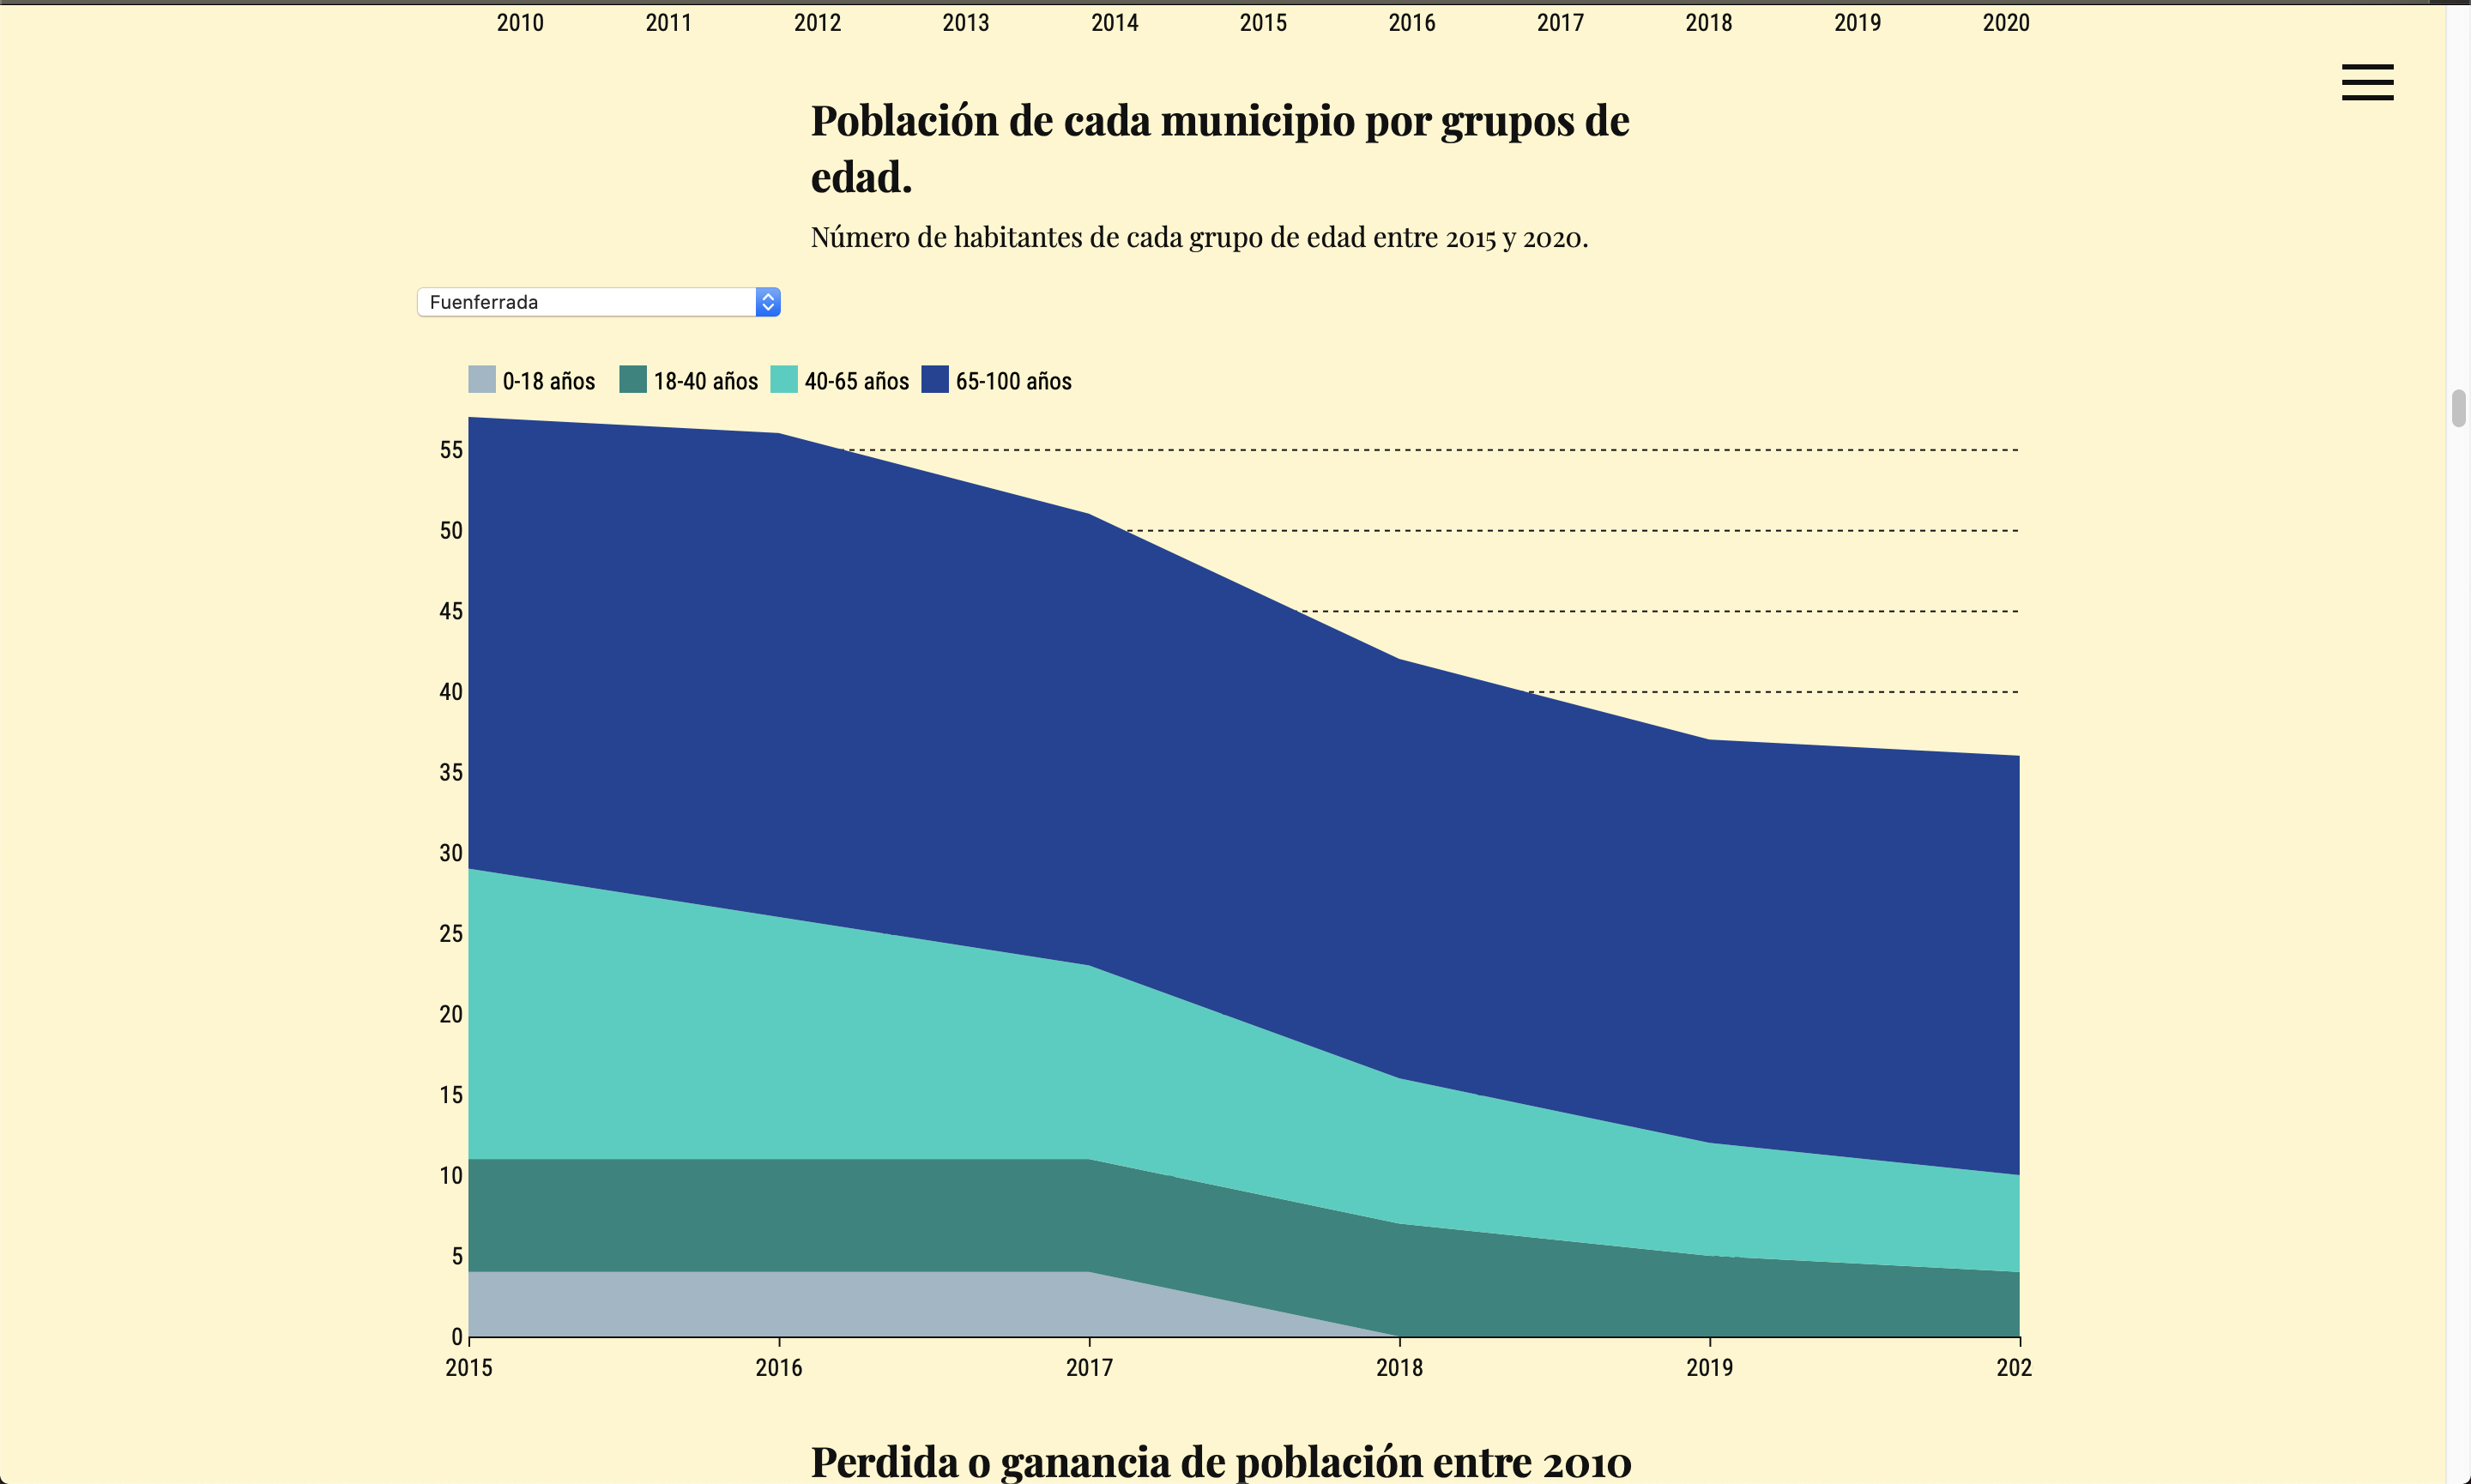 2010 2011 2012 2013 2014 2015 2016 2017 2018 2019 2020
Población de cada municipio por grupos de
edad.
Número de habitantes de cada grupo de edad entre 2015 y 2020.
Fuenferrada
0-18 años 18-40 años 40-65 años 65-100 años
55
50
45
40
35
30
25
20
15
10
5
0
2015 2016 2017 2018 2019 202
Perdida o ganancia de población entre 2010